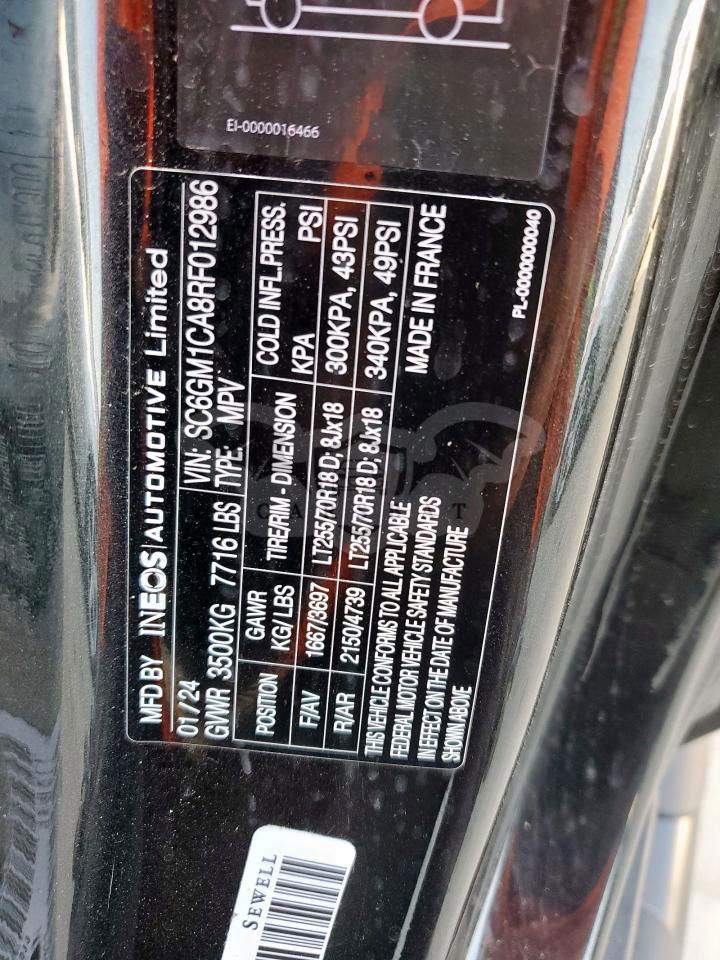 EI-0000016466
MFD BY INEOS AUTOMOTIVE Limited
01/24 VIN: SC6GM1CA8RF012986
GVWR 3500KG 7716 LBS TYPE: MPV
POSITION GAWR KG/LBS TIRE/RIM - DIMENSION COLD INFL.PRESS. KPA PSI
F/AV 1667/3697 LT255/70R18 D; 8Jx18 300KPA, 43PSI
R/AR 2150/4739 LT255/70R18 D; 8Jx18 340KPA, 49PSI
THIS VEHICLE CONFORMS TO ALL APPLICABLE MADE IN FRANCE
FEDERAL MOTOR VEHICLE SAFETY STANDARDS
IN EFFECT ON THE DATE OF MANUFACTURE
SHOWN ABOVE
PL-0000000040
SEWELL